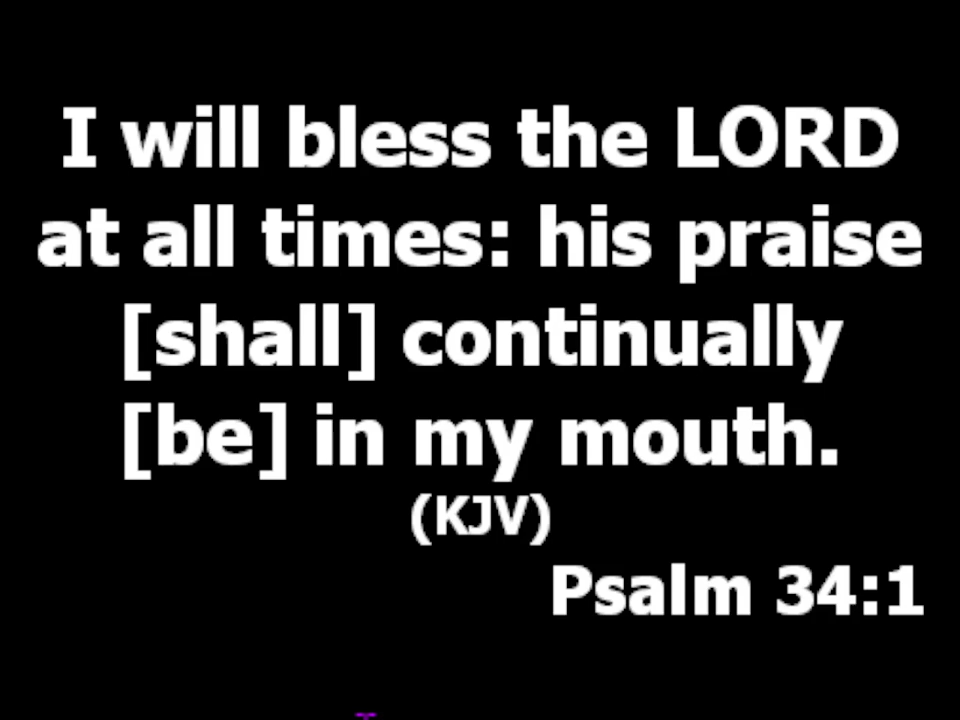 I will bless the LORD
at all times: his praise
[shall] continually
[be] in my mouth.
(KJV)
Psalm 34:1